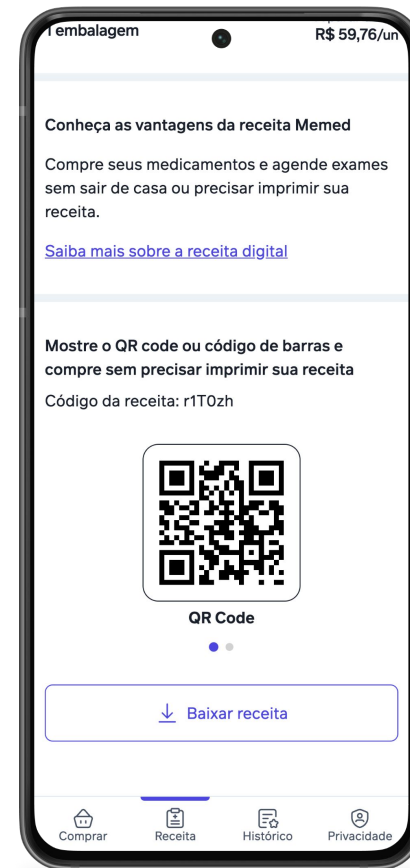 1 embalagem
R$ 59,76/un
Conheça as vantagens da receita Memed
Compre seus medicamentos e agende exames
sem sair de casa ou precisar imprimir sua
receita.
Saiba mais sobre a receita digital
Mostre o QR code ou código de barras e
compre sem precisar imprimir sua receita
Código da receita: r1T0zh
QR Code
Baixar receita
Comprar
Receita
Histórico
Privacidade